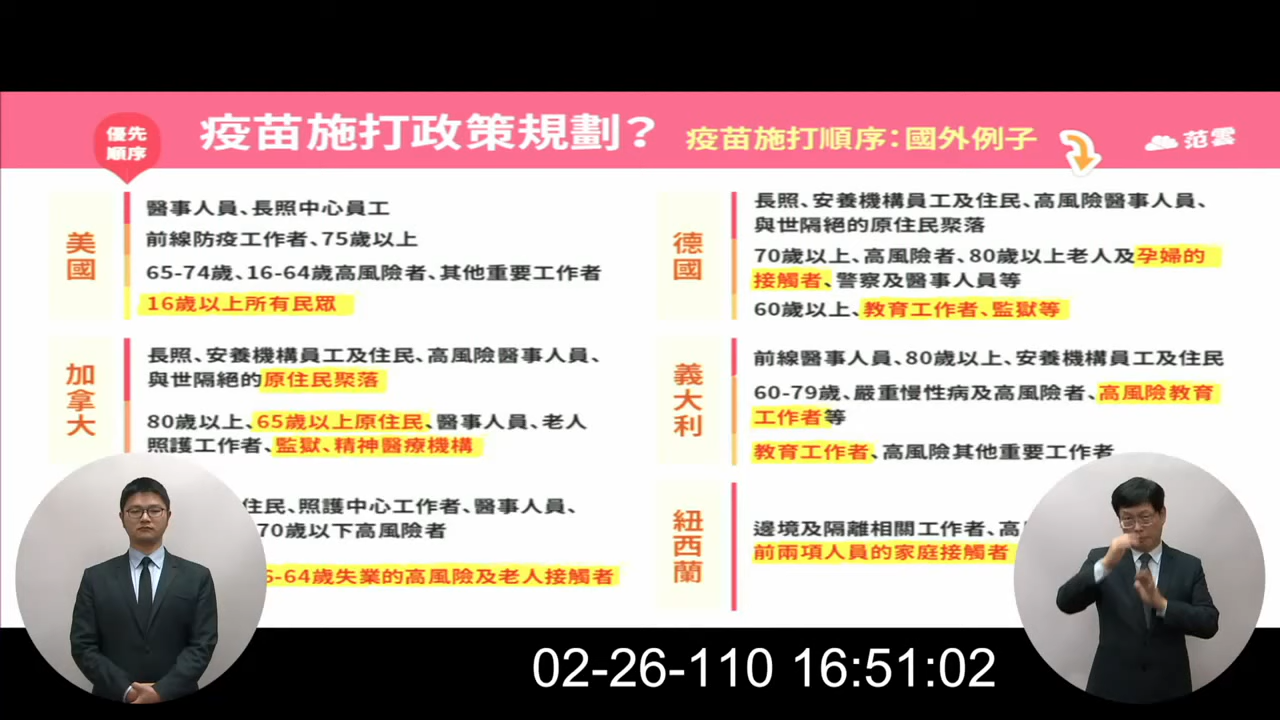 優先
順序
疫苗施打政策規劃？
疫苗施打順序：國外例子
范雲
美國
醫事人員、長照中心員工
前線防疫工作者、75歲以上
65-74歲、16-64歲高風險者、其他重要工作者
16歲以上所有民眾
加拿大
長照、安養機構員工及住民、高風險醫事人員、
與世隔絕的原住民聚落
80歲以上、65歲以上原住民、醫事人員、老人
照護工作者、監獄、精神醫療機構
住民、照護中心工作者、醫事人員、
70歲以下高風險者
6-64歲失業的高風險及老人接觸者
德國
長照、安養機構員工及住民、高風險醫事人員、
與世隔絕的原住民聚落
70歲以上、高風險者、80歲以上老人及孕婦的
接觸者、警察及醫事人員等
60歲以上、教育工作者、監獄等
義大利
前線醫事人員、80歲以上、安養機構員工及住民
60-79歲、嚴重慢性病及高風險者、高風險教育
工作者等
教育工作者、高風險其他重要工作者
紐西蘭
邊境及隔離相關工作者、高
前兩項人員的家庭接觸者
02-26-110 16:51:02